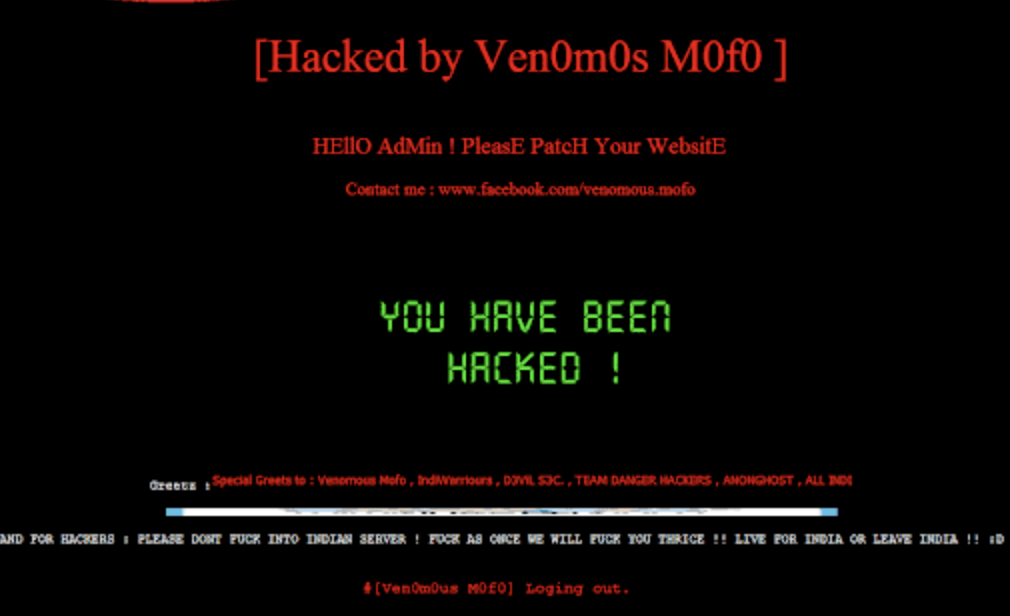 [Hacked by Ven0m0s M0f0 ]
HEllO AdMin ! PleasE PatcH Your WebsitE
Contact me : www.facebook.com/venomous.mofo
YOU HAVE BEEN
HACKED !
Greetz : Special Greets to : Venomous Mofo , IndiWarriours , D3VIL S3C. , TEAM DANGER HACKERS , ANONGHOST , ALL INDI
AND FOR HACKERS : PLEASE DONT FUCK INTO INDIAN SERVER ! FUCK AS ONCE WE WILL FUCK YOU THRICE !! LIVE FOR INDIA OR LEAVE INDIA !! :D
#[Ven0m0us M0f0] Loging out.